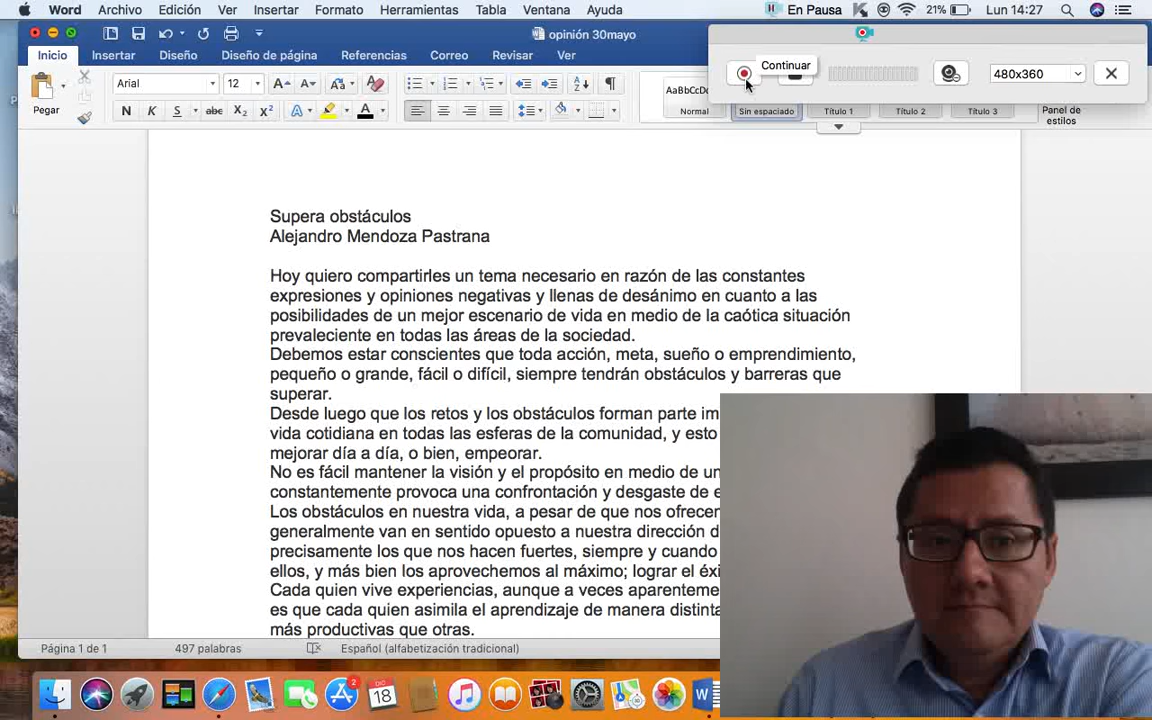 Word Archivo Edición Ver Insertar Formato Herramientas Tabla Ventana Ayuda En Pausa 21% Lun 14:27
opinión 30mayo
Inicio Insertar Diseño Diseño de página Referencias Correo Revisar Ver
Continuar
480x360
Pegar
Arial 12
N K S abc X₂ X²
AaBbCcDc
Normal Sin espaciado Título 1 Título 2 Título 3 Panel de estilos
Supera obstáculos
Alejandro Mendoza Pastrana
Hoy quiero compartirles un tema necesario en razón de las constantes
expresiones y opiniones negativas y llenas de desánimo en cuanto a las
posibilidades de un mejor escenario de vida en medio de la caótica situación
prevaleciente en todas las áreas de la sociedad.
Debemos estar conscientes que toda acción, meta, sueño o emprendimiento,
pequeño o grande, fácil o difícil, siempre tendrán obstáculos y barreras que
superar.
Desde luego que los retos y los obstáculos forman parte im
vida cotidiana en todas las esferas de la comunidad, y esto
mejorar día a día, o bien, empeorar.
No es fácil mantener la visión y el propósito en medio de un
constantemente provoca una confrontación y desgaste de e
Los obstáculos en nuestra vida, a pesar de que nos ofrecer
generalmente van en sentido opuesto a nuestra dirección d
precisamente los que nos hacen fuertes, siempre y cuando
ellos, y más bien los aprovechemos al máximo; lograr el éxi
Cada quien vive experiencias, aunque a veces aparenteme
es que cada quien asimila el aprendizaje de manera distinta
más productivas que otras.
Página 1 de 1 497 palabras Español (alfabetización tradicional)
2
DIC
18